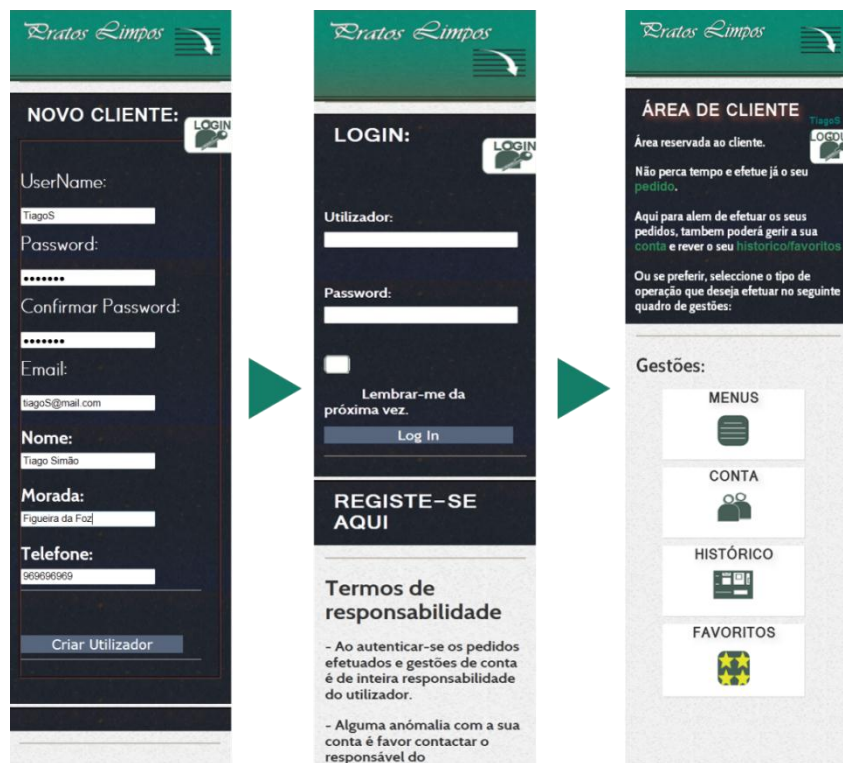 Pratos Limpos
NOVO CLIENTE:
LOGIN
UserName:
TiagoS
Password:
•••••••
Confirmar Password:
•••••••
Email:
tiagoS@mail.com
Nome:
Tiago Simão
Morada:
Figueira da Foz
Telefone:
969696969
Criar Utilizador
Pratos Limpos
LOGIN:
LOGIN
Utilizador:
Password:
Lembrar-me da
próxima vez.
Log In
REGISTE-SE
AQUI
Termos de
responsabilidade
- Ao autenticar-se os pedidos
efetuados e gestões de conta
é de inteira responsabilidade
do utilizador.
- Alguma anómalia com a sua
conta é favor contactar o
responsável do
Pratos Limpos
ÁREA DE CLIENTE
TiagoS
LOGOU
Área reservada ao cliente.
Não perca tempo e efetue já o seu
pedido.
Aqui para alem de efetuar os seus
pedidos, tambem poderá gerir a sua
conta e rever o seu historico/favoritos
Ou se preferir, seleccione o tipo de
operação que deseja efetuar no seguinte
quadro de gestões:
Gestões:
MENUS
CONTA
HISTÓRICO
FAVORITOS